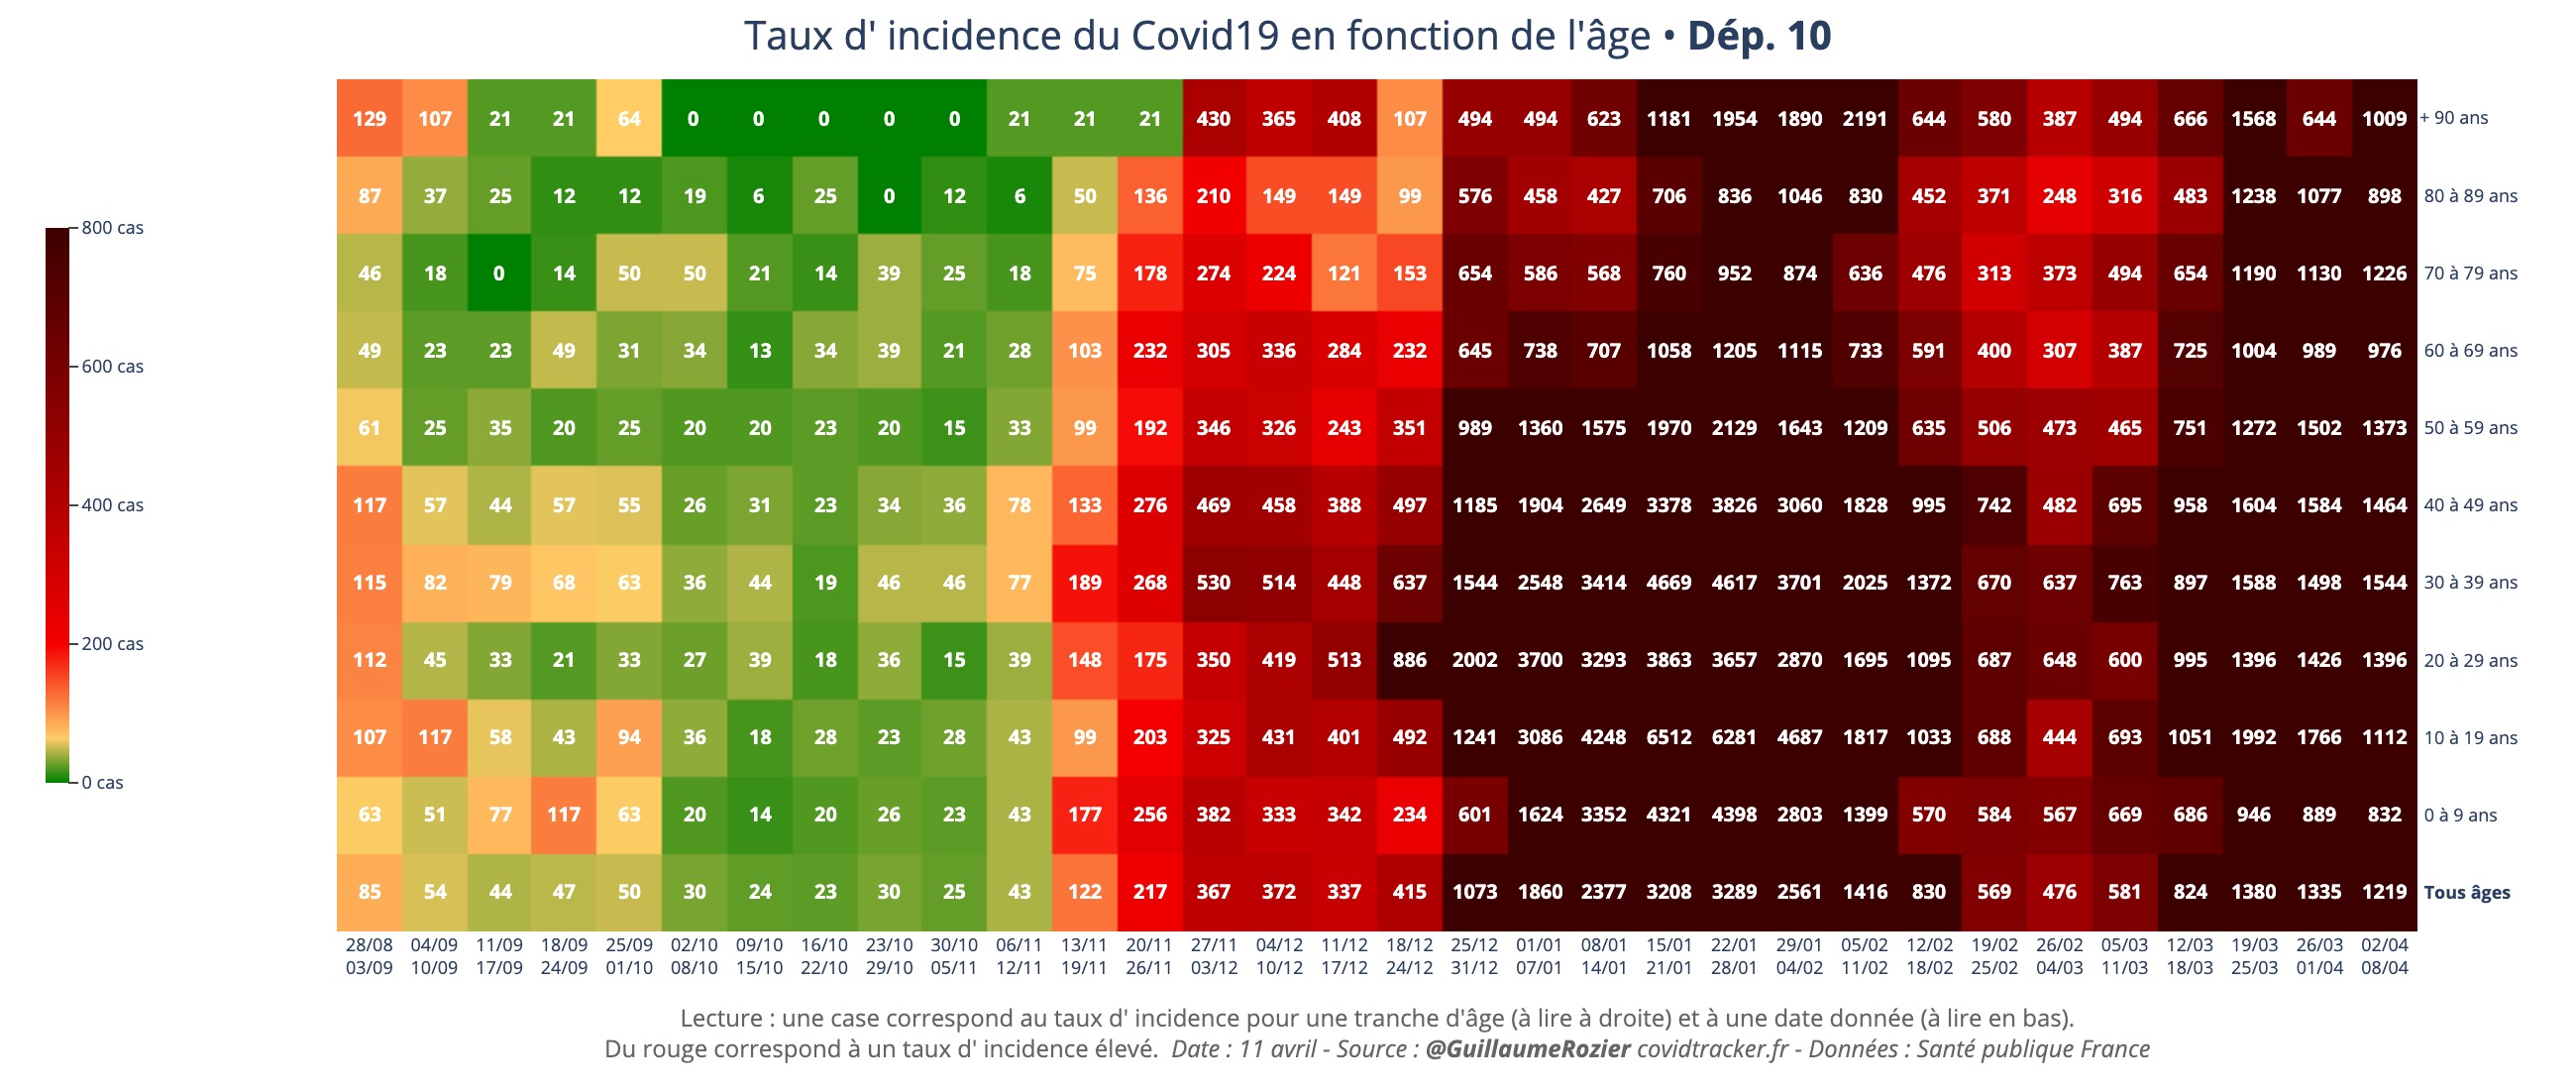 Taux d' incidence du Covid19 en fonction de l'âge • Dép. 10
800 cas
600 cas
400 cas
200 cas
0 cas
129 107 21 21 64 0 0 0 0 0 21 21 21 430 365 408 107 494 494 623 1181 1954 1890 2191 644 580 387 494 666 1568 644 1009 + 90 ans
87 37 25 12 12 19 6 25 0 12 6 50 136 210 149 149 99 576 458 427 706 836 1046 830 452 371 248 316 483 1238 1077 898 80 à 89 ans
46 18 0 14 50 50 21 14 39 25 18 75 178 274 224 121 153 654 586 568 760 952 874 636 476 313 373 494 654 1190 1130 1226 70 à 79 ans
49 23 23 49 31 34 13 34 39 21 28 103 232 305 336 284 232 645 738 707 1058 1205 1115 733 591 400 307 387 725 1004 989 976 60 à 69 ans
61 25 35 20 25 20 20 23 20 15 33 99 192 346 326 243 351 989 1360 1575 1970 2129 1643 1209 635 506 473 465 751 1272 1502 1373 50 à 59 ans
117 57 44 57 55 26 31 23 34 36 78 133 276 469 458 388 497 1185 1904 2649 3378 3826 3060 1828 995 742 482 695 958 1604 1584 1464 40 à 49 ans
115 82 79 68 63 36 44 19 46 46 77 189 268 530 514 448 637 1544 2548 3414 4669 4617 3701 2025 1372 670 637 763 897 1588 1498 1544 30 à 39 ans
112 45 33 21 33 27 39 18 36 15 39 148 175 350 419 513 886 2002 3700 3293 3863 3657 2870 1695 1095 687 648 600 995 1396 1426 1396 20 à 29 ans
107 117 58 43 94 36 18 28 23 28 43 99 203 325 431 401 492 1241 3086 4248 6512 6281 4687 1817 1033 688 444 693 1051 1992 1766 1112 10 à 19 ans
63 51 77 117 63 20 14 20 26 23 43 177 256 382 333 342 234 601 1624 3352 4321 4398 2803 1399 570 584 567 669 686 946 889 832 0 à 9 ans
85 54 44 47 50 30 24 23 30 25 43 122 217 367 372 337 415 1073 1860 2377 3208 3289 2561 1416 830 569 476 581 824 1380 1335 1219 Tous âges
28/08 04/09 11/09 18/09 25/09 02/10 09/10 16/10 23/10 30/10 06/11 13/11 20/11 27/11 04/12 11/12 18/12 25/12 01/01 08/01 15/01 22/01 29/01 05/02 12/02 19/02 26/02 05/03 12/03 19/03 26/03 02/04
03/09 10/09 17/09 24/09 01/10 08/10 15/10 22/10 29/10 05/11 12/11 19/11 26/11 03/12 10/12 17/12 24/12 31/12 07/01 14/01 21/01 28/01 04/02 11/02 18/02 25/02 04/03 11/03 18/03 25/03 01/04 08/04
Lecture : une case correspond au taux d' incidence pour une tranche d'âge (à lire à droite) et à une date donnée (à lire en bas).
Du rouge correspond à un taux d' incidence élevé. Date : 11 avril - Source : @GuillaumeRozier covidtracker.fr - Données : Santé publique France